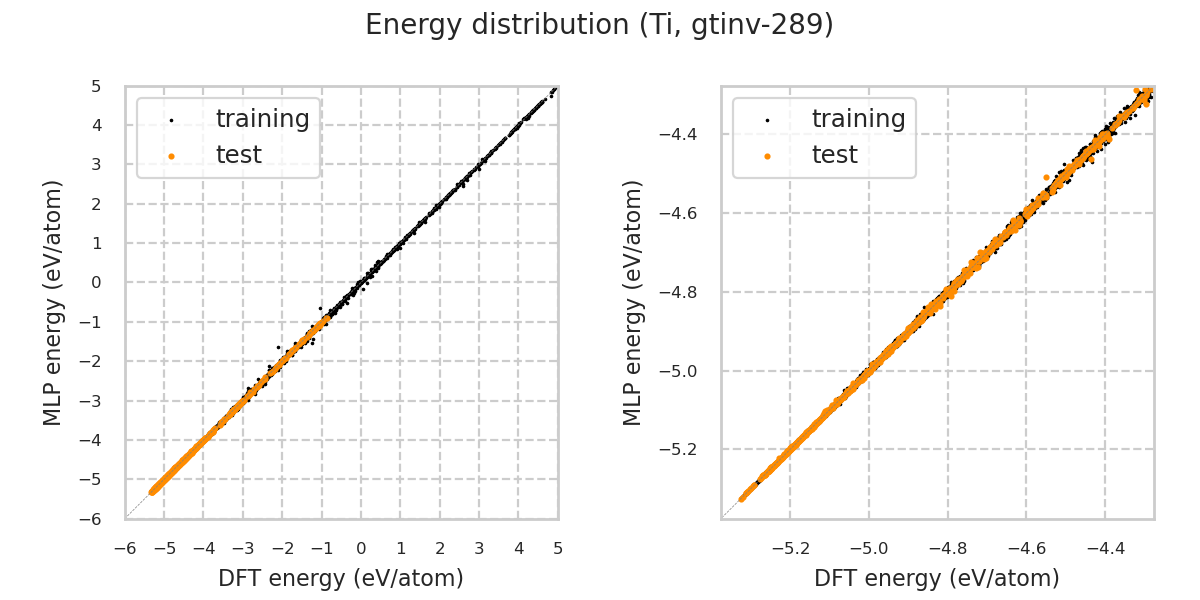 Energy distribution (Ti, gtinv-289)
training
test
5
4
3
2
1
0
−1
−2
−3
−4
−5
−6
−6 −5 −4 −3 −2 −1 0 1 2 3 4 5
MLP energy (eV/atom)
DFT energy (eV/atom)
training
test
−4.4
−4.6
−4.8
−5.0
−5.2
−5.2 −5.0 −4.8 −4.6 −4.4
MLP energy (eV/atom)
DFT energy (eV/atom)